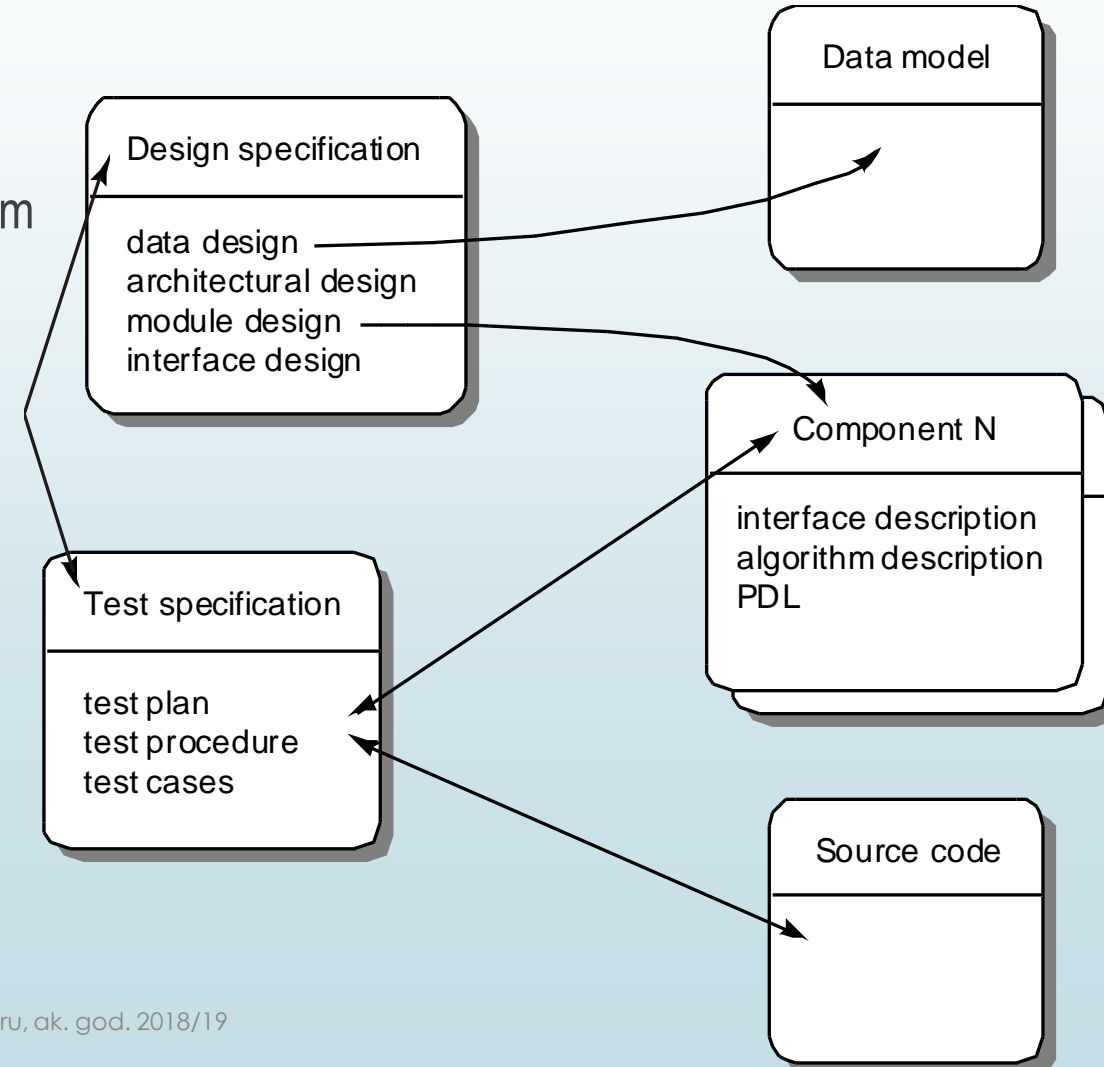 Data model
Design specification
m
data design
architectural design
module design
interface design
Component N
interface description
algorithm description
PDL
Test specification
test plan
test procedure
test cases
Source code
ru, ak. god. 2018/19